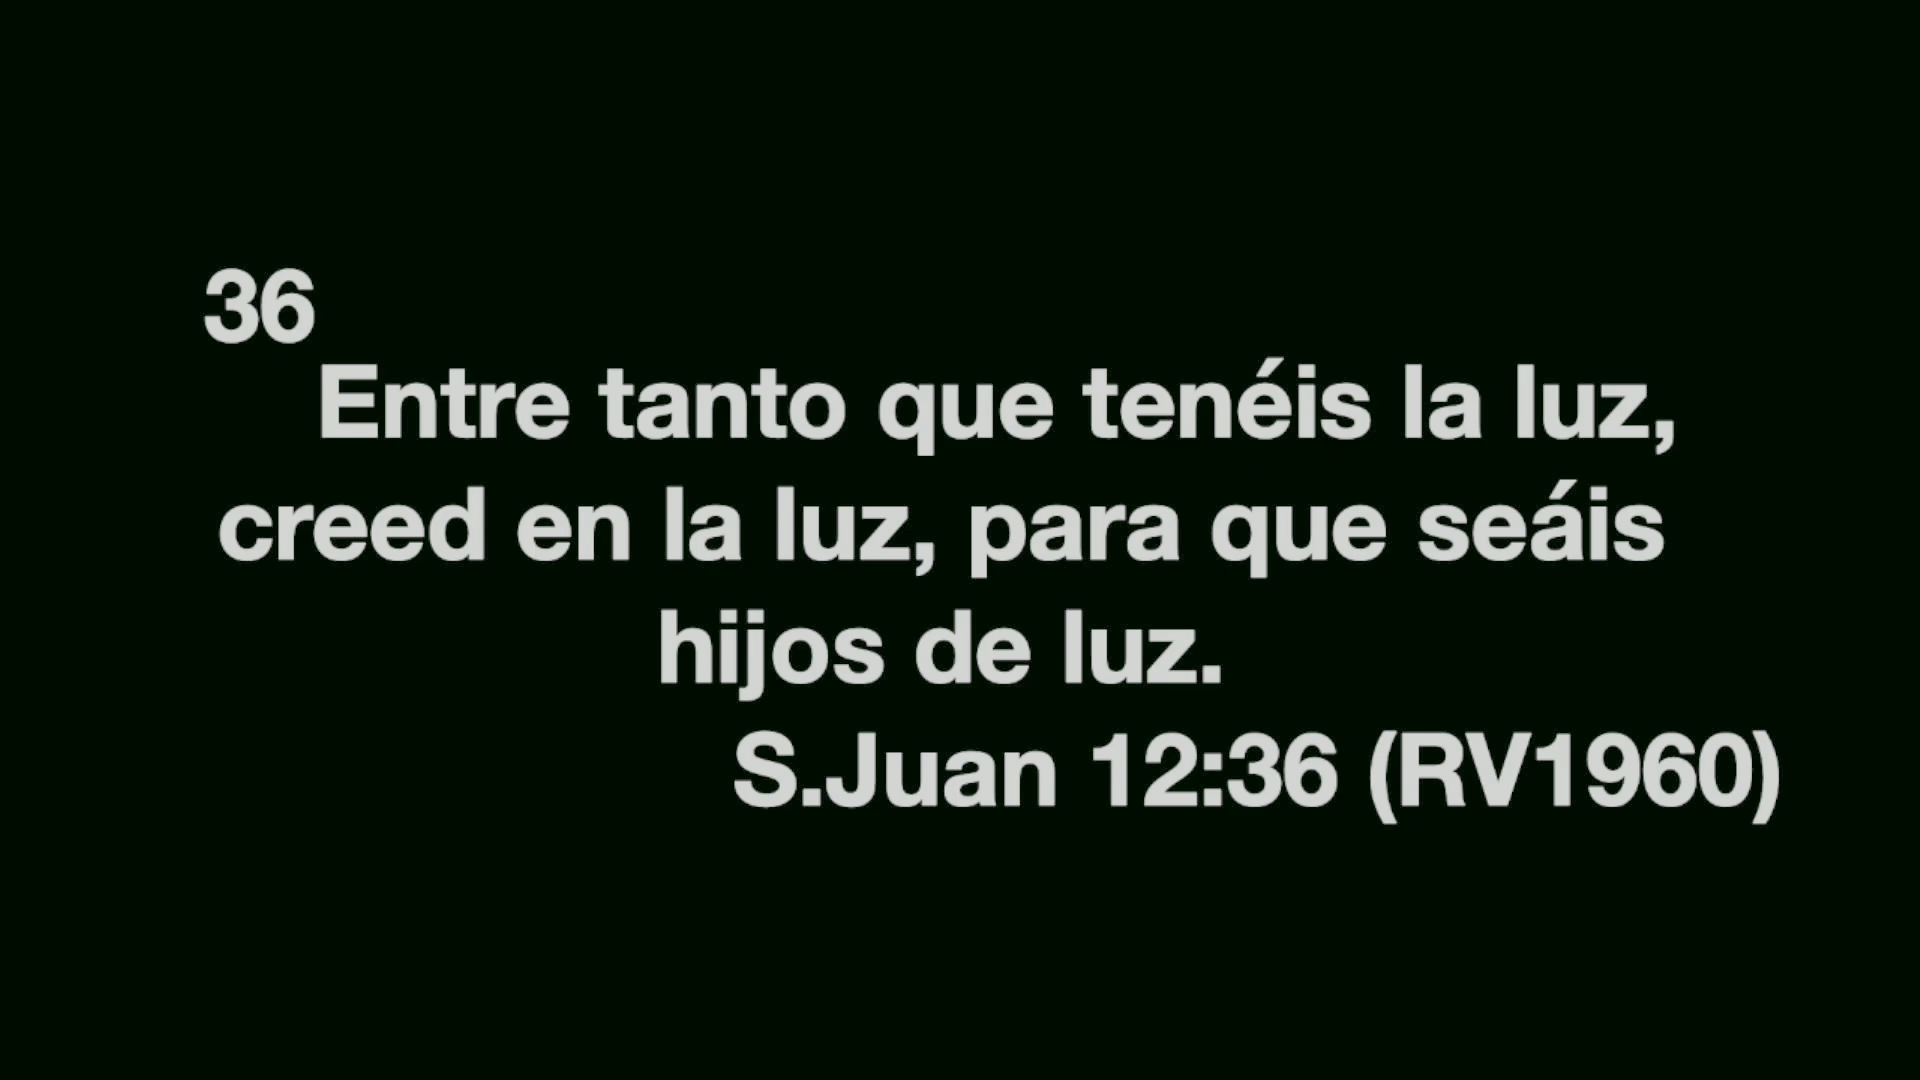 36
Entre tanto que tenéis la luz,
creed en la luz, para que seáis
hijos de luz.
S.Juan 12:36 (RV1960)